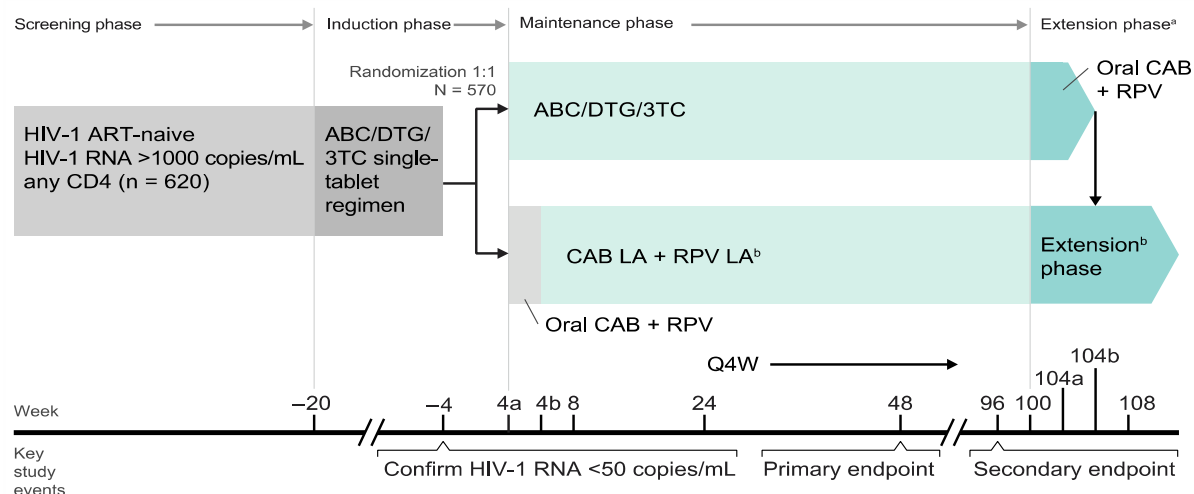 Screening phase
Induction phase
Maintenance phase
Extension phaseᵃ
Randomization 1:1
N = 570
Oral CAB
+ RPV
HIV-1 ART-naive
HIV-1 RNA >1000 copies/mL
any CD4 (n = 620)
ABC/DTG/
3TC single-
tablet
regimen
ABC/DTG/3TC
CAB LA + RPV LAᵇ
Extensionᵇ
phase
Oral CAB + RPV
Q4W
Week
–20
–4
4a
4b
8
24
48
96
100
104a
104b
108
Key
study
events
Confirm HIV-1 RNA <50 copies/mL
Primary endpoint
Secondary endpoint